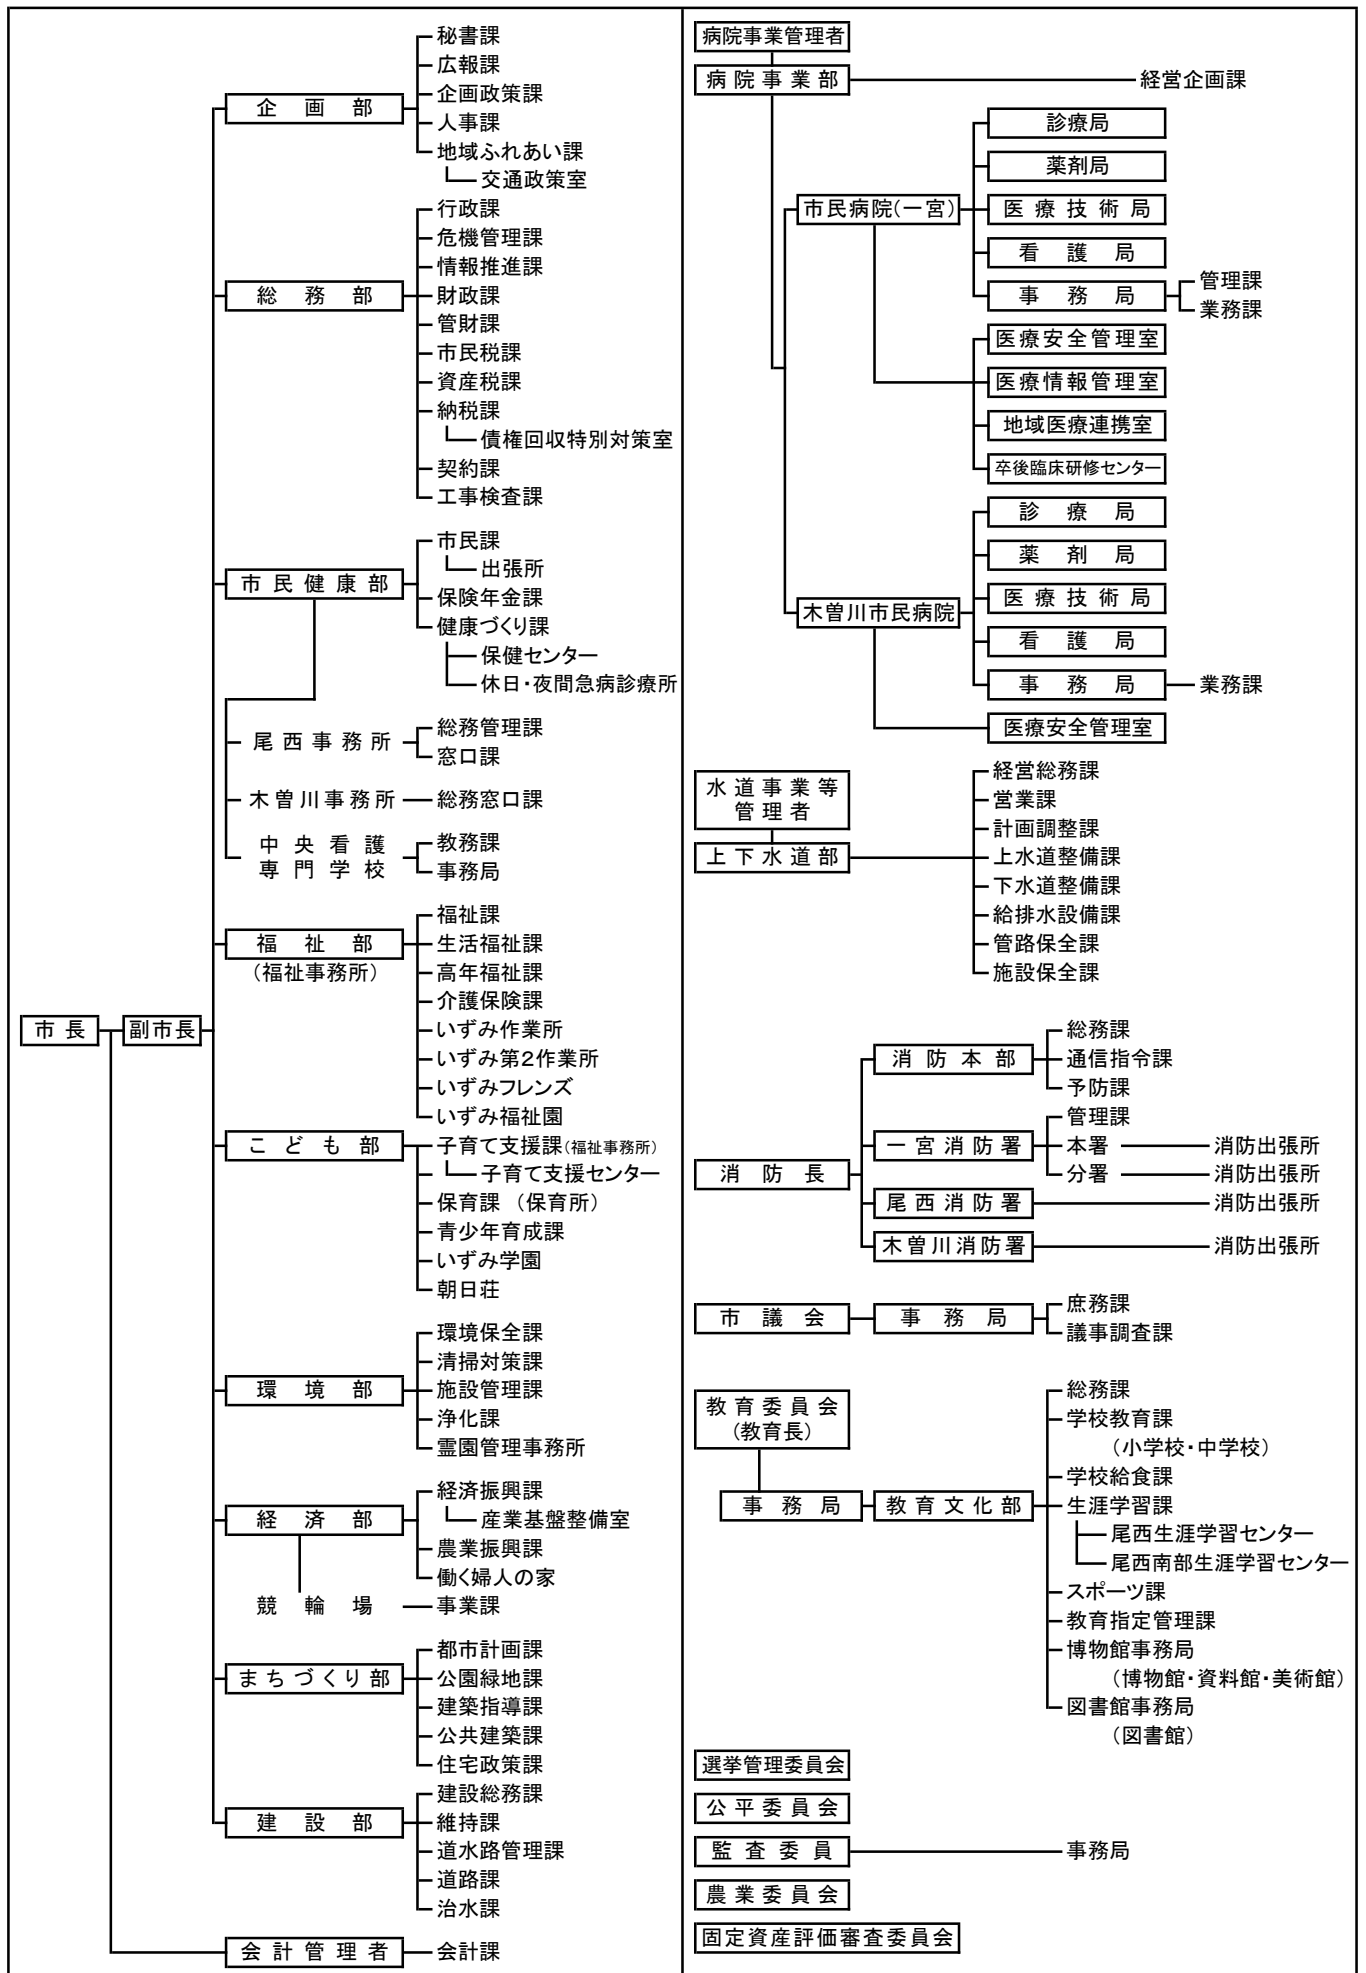 秘書課
広報課
企画部
企画政策課
人事課
地域ふれあい課
交通政策室
行政課
危機管理課
情報推進課
総務部
財政課
管財課
市民税課
資産税課
納税課
債権回収特別対策室
契約課
工事検査課
市民課
出張所
市民健康部
保険年金課
健康づくり課
保健センター
休日・夜間急病診療所
尾西事務所
総務管理課
窓口課
木曽川事務所
総務窓口課
中央看護
専門学校
教務課
事務局
福祉部
(福祉事務所)
福祉課
生活福祉課
高年福祉課
介護保険課
いずみ作業所
いずみ第2作業所
いずみフレンズ
いずみ福祉園
市長
副市長
こども部
子育て支援課(福祉事務所)
子育て支援センター
保育課 (保育所)
青少年育成課
いずみ学園
朝日荘
環境部
環境保全課
清掃対策課
施設管理課
浄化課
霊園管理事務所
経済部
経済振興課
産業基盤整備室
農業振興課
働く婦人の家
競輪場
事業課
まちづくり部
都市計画課
公園緑地課
建築指導課
公共建築課
住宅政策課
建設部
建設総務課
維持課
道水路管理課
道路課
治水課
会計管理者
会計課
病院事業管理者
病院事業部
経営企画課
市民病院(一宮)
診療局
薬剤局
医療技術局
看護局
事務局
管理課
業務課
医療安全管理室
医療情報管理室
地域医療連携室
卒後臨床研修センター
木曽川市民病院
診療局
薬剤局
医療技術局
看護局
事務局
業務課
医療安全管理室
水道事業等
管理者
上下水道部
経営総務課
営業課
計画調整課
上水道整備課
下水道整備課
給排水設備課
管路保全課
施設保全課
消防長
消防本部
総務課
通信指令課
予防課
一宮消防署
管理課
本署
消防出張所
分署
消防出張所
尾西消防署
消防出張所
木曽川消防署
消防出張所
市議会
事務局
庶務課
議事調査課
教育委員会
(教育長)
事務局
教育文化部
総務課
学校教育課
(小学校・中学校)
学校給食課
生涯学習課
尾西生涯学習センター
尾西南部生涯学習センター
スポーツ課
教育指定管理課
博物館事務局
(博物館・資料館・美術館)
図書館事務局
(図書館)
選挙管理委員会
公平委員会
監査委員
事務局
農業委員会
固定資産評価審査委員会